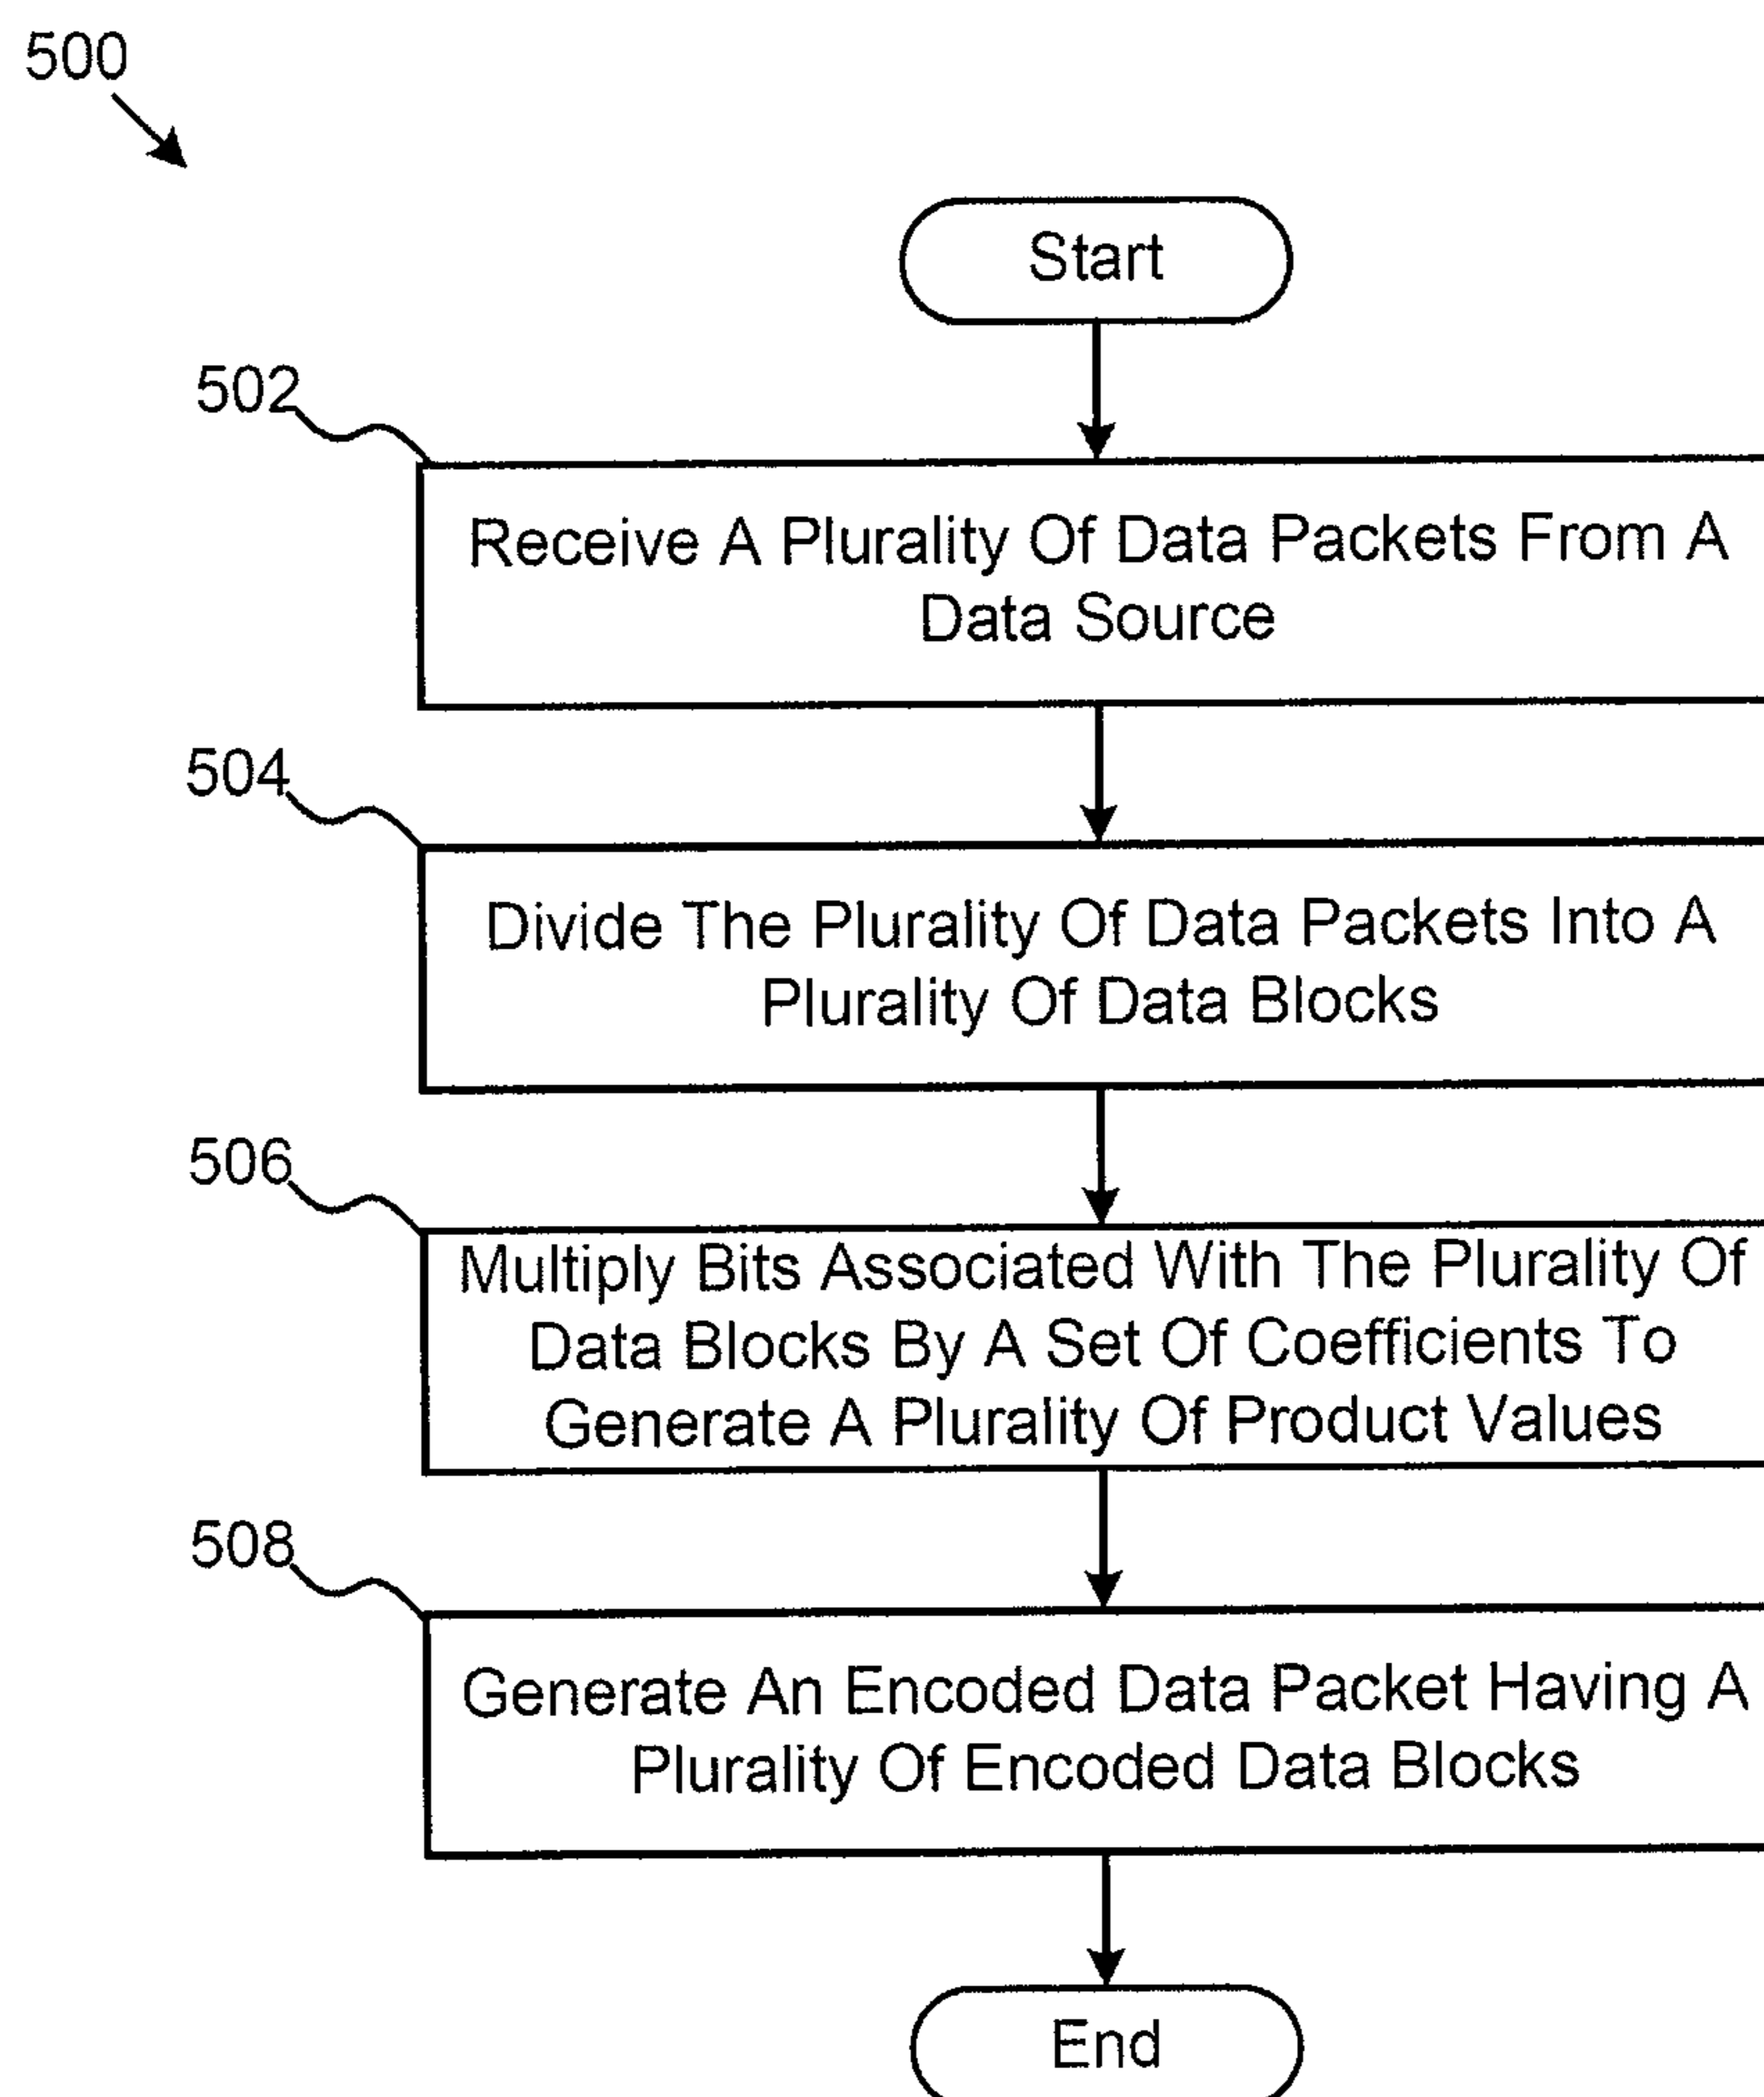 500
Start
502
Receive A Plurality Of Data Packets From A
Data Source
504
Divide The Plurality Of Data Packets Into A
Plurality Of Data Blocks
506
Multiply Bits Associated With The Plurality Of
Data Blocks By A Set Of Coefficients To
Generate A Plurality Of Product Values
508
Generate An Encoded Data Packet Having A
Plurality Of Encoded Data Blocks
End